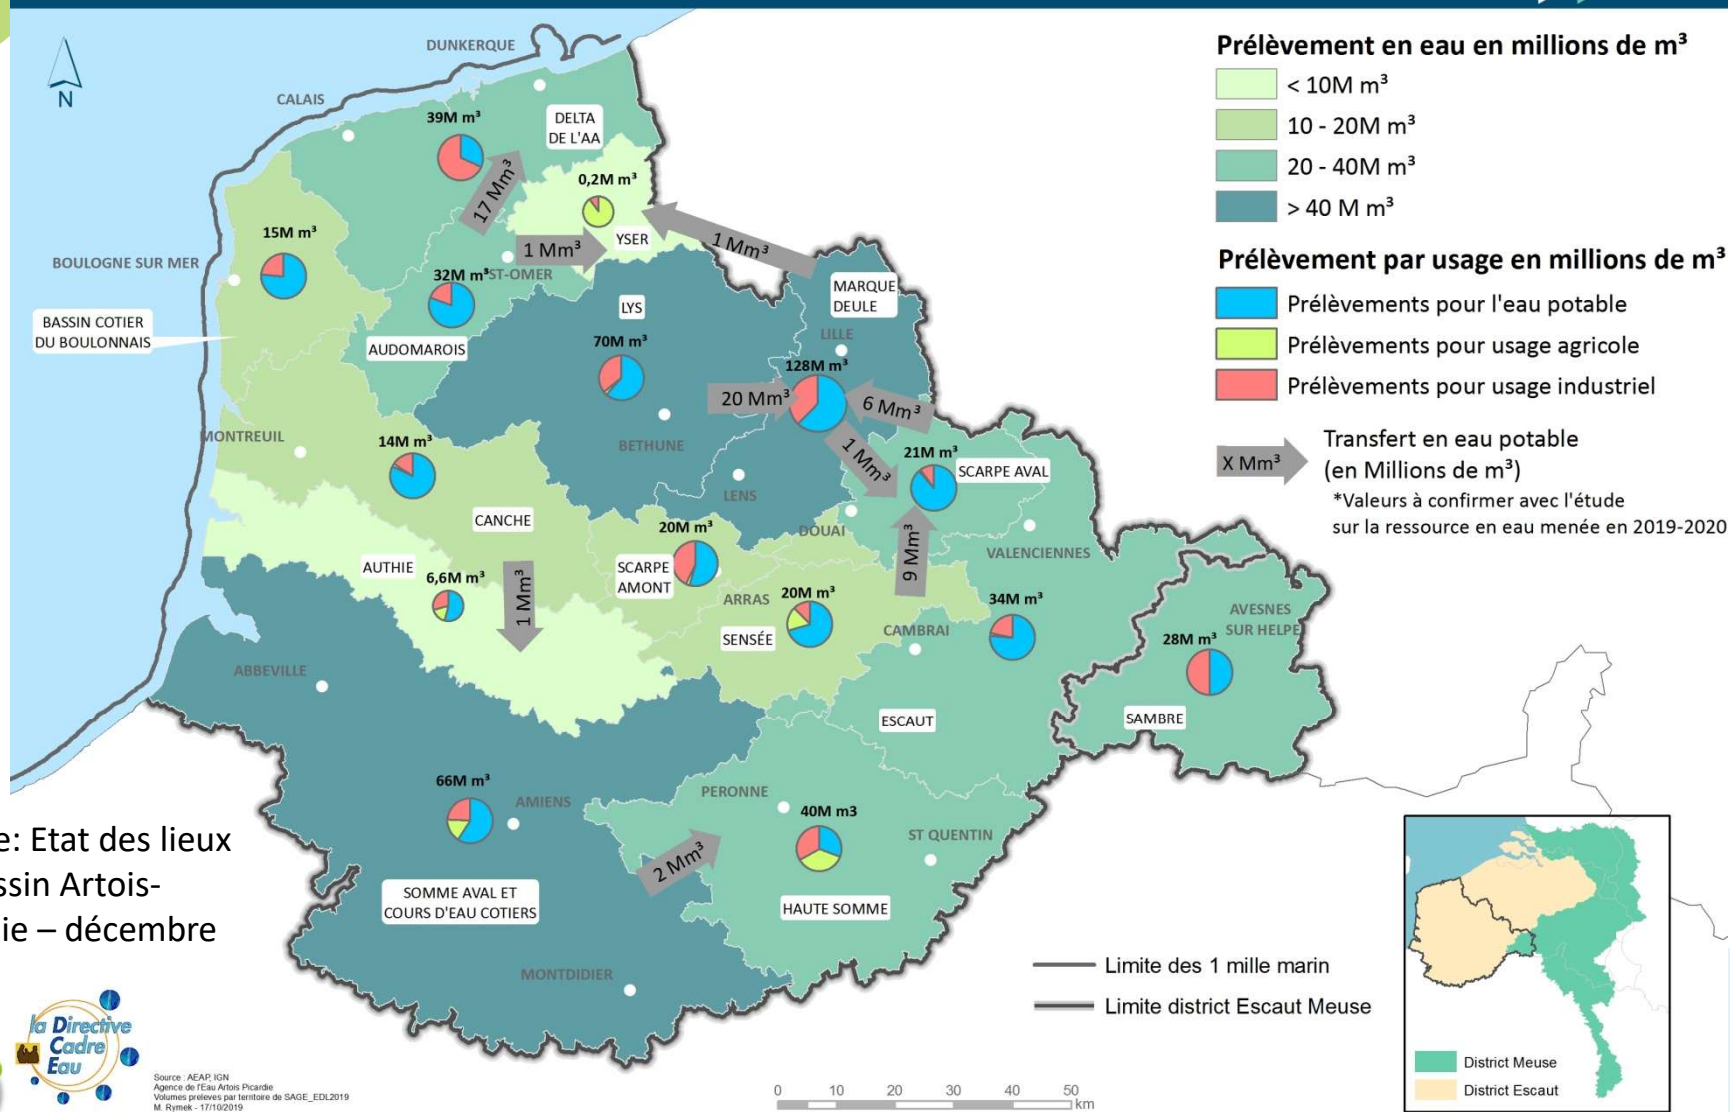 Prélèvement en eau en millions de m³
< 10M m³
10 - 20M m³
20 - 40M m³
> 40 M m³
Prélèvement par usage en millions de m³
Prélèvements pour l'eau potable
Prélèvements pour usage agricole
Prélèvements pour usage industriel
X Mm³
Transfert en eau potable
(en Millions de m³)
*Valeurs à confirmer avec l'étude
sur la ressource en eau menée en 2019-2020
N
DUNKERQUE
CALAIS
39M m³
DELTA
DE L'AA
17 Mm³
0,2M m³
YSER
1 Mm³
1 Mm³
15M m³
BOULOGNE SUR MER
32M m³
ST-OMER
BASSIN COTIER
DU BOULONNAIS
AUDOMAROIS
LYS
MARQUE
DEULE
LILLE
70M m³
128M m³
20 Mm³
6 Mm³
1 Mm³
BETHUNE
MONTREUIL
14M m³
LENS
21M m³
SCARPE AVAL
CANCHE
20M m³
DOUAI
9 Mm³
VALENCIENNES
AUTHIE
6,6M m³
1 Mm³
SCARPE
AMONT
ARRAS
20M m³
SENSÉE
CAMBRAI
34M m³
AVESNES
SUR HELPE
28M m³
ABBEVILLE
ESCAUT
SAMBRE
66M m³
AMIENS
PERONNE
40M m3
ST QUENTIN
2 Mm³
SOMME AVAL ET
COURS D'EAU COTIERS
HAUTE SOMME
MONTDIDIER
e: Etat des lieux
ssin Artois-
ie – décembre
la Directive
Cadre
Eau
Source : AEAP, IGN
Agence de l'Eau Artois Picardie
Volumes preleves par territoire de SAGE_EDL2019
M. Rymek - 17/10/2019
Limite des 1 mille marin
Limite district Escaut Meuse
0 10 20 30 40 50
km
District Meuse
District Escaut